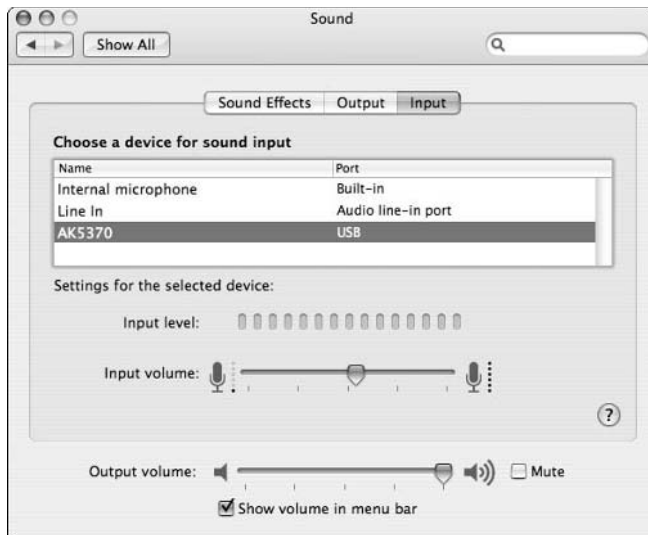 Sound
Show All
Sound Effects Output Input
Choose a device for sound input
Name Port
Internal microphone Built-in
Line In Audio line-in port
AK5370 USB
Settings for the selected device:
Input level:
Input volume:
?
Output volume: Mute
Show volume in menu bar